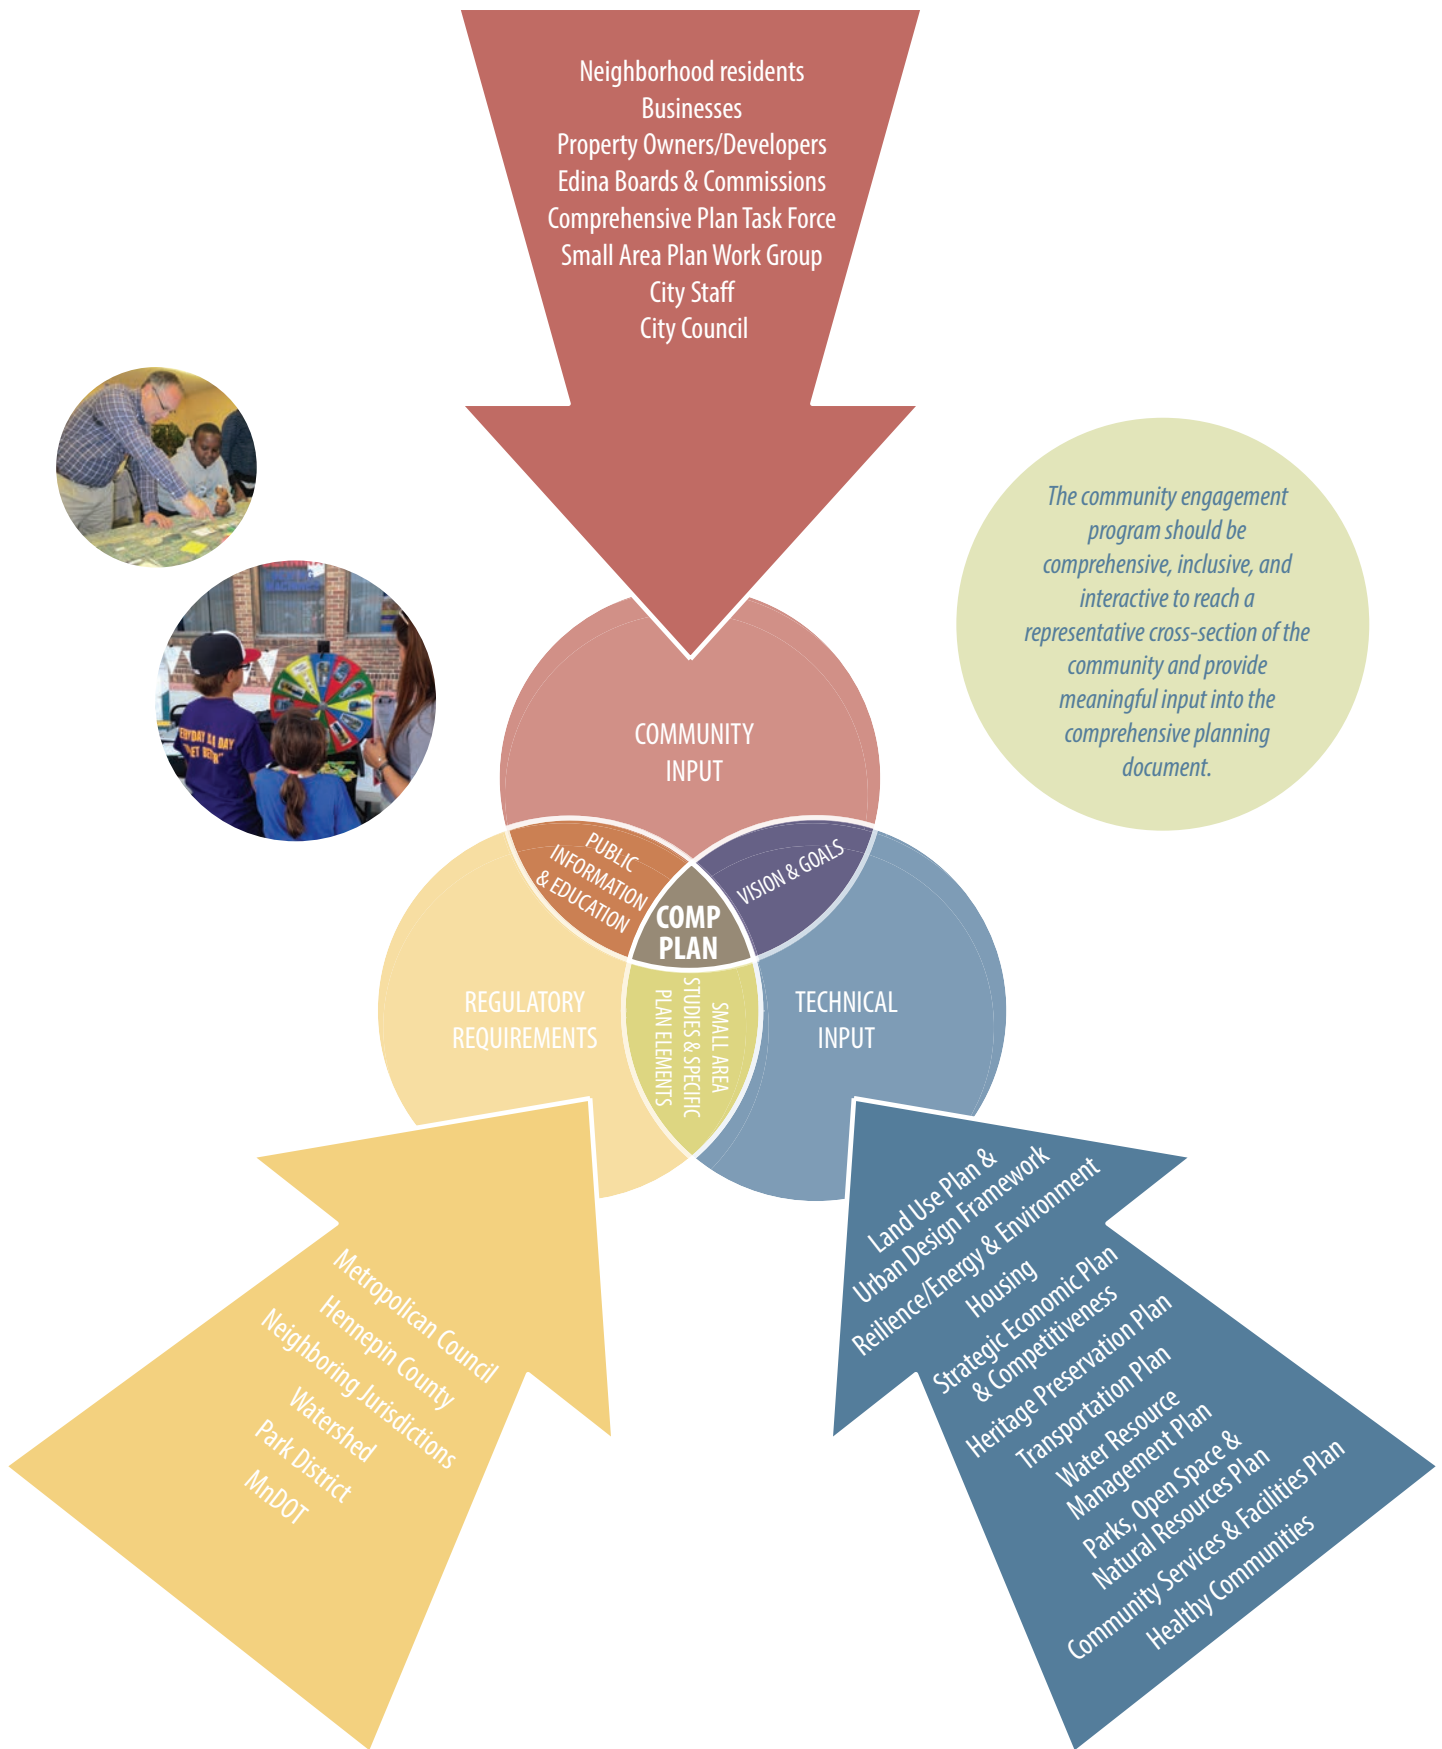 Neighborhood residents
Businesses
Property Owners/Developers
Edina Boards & Commissions
Comprehensive Plan Task Force
Small Area Plan Work Group
City Staff
City Council
The community engagement
program should be
comprehensive, inclusive, and
interactive to reach a
representative cross-section of the
community and provide
meaningful input into the
comprehensive planning
document.
COMMUNITY
INPUT
PUBLIC
INFORMATION
& EDUCATION
VISION & GOALS
COMP
PLAN
REGULATORY
REQUIREMENTS
SMALL AREA
STUDIES & SPECIFIC
PLAN ELEMENTS
TECHNICAL
INPUT
Metropolican Council
Hennepin County
Neighboring Jurisdictions
Watershed
Park District
MnDOT
Land Use Plan &
Urban Design Framework
Reilience/Energy & Environment
Housing
Strategic Economic Plan
& Competitiveness
Heritage Preservation Plan
Transportation Plan
Water Resource
Management Plan
Parks, Open Space &
Natural Resources Plan
Community Services & Facilities Plan
Healthy Communities